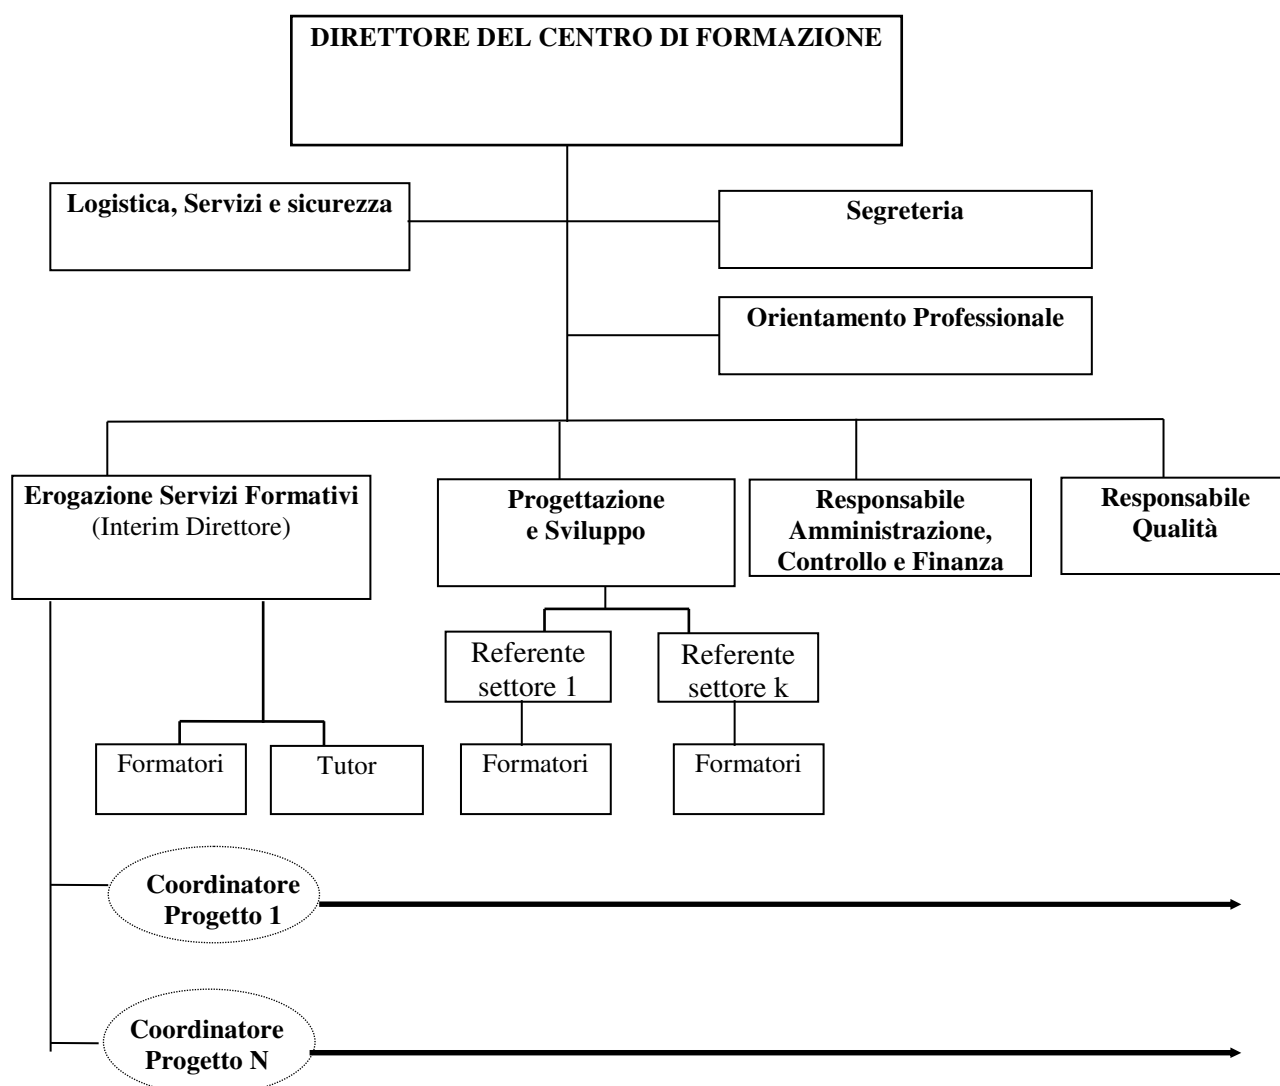 DIRETTORE DEL CENTRO DI FORMAZIONE
Logistica, Servizi e sicurezza
Segreteria
Orientamento Professionale
Erogazione Servizi Formativi
(Interim Direttore)
Progettazione
e Sviluppo
Responsabile
Amministrazione,
Controllo e Finanza
Responsabile
Qualità
Referente
settore 1
Referente
settore k
Formatori
Tutor
Formatori
Formatori
Coordinatore
Progetto 1
Coordinatore
Progetto N